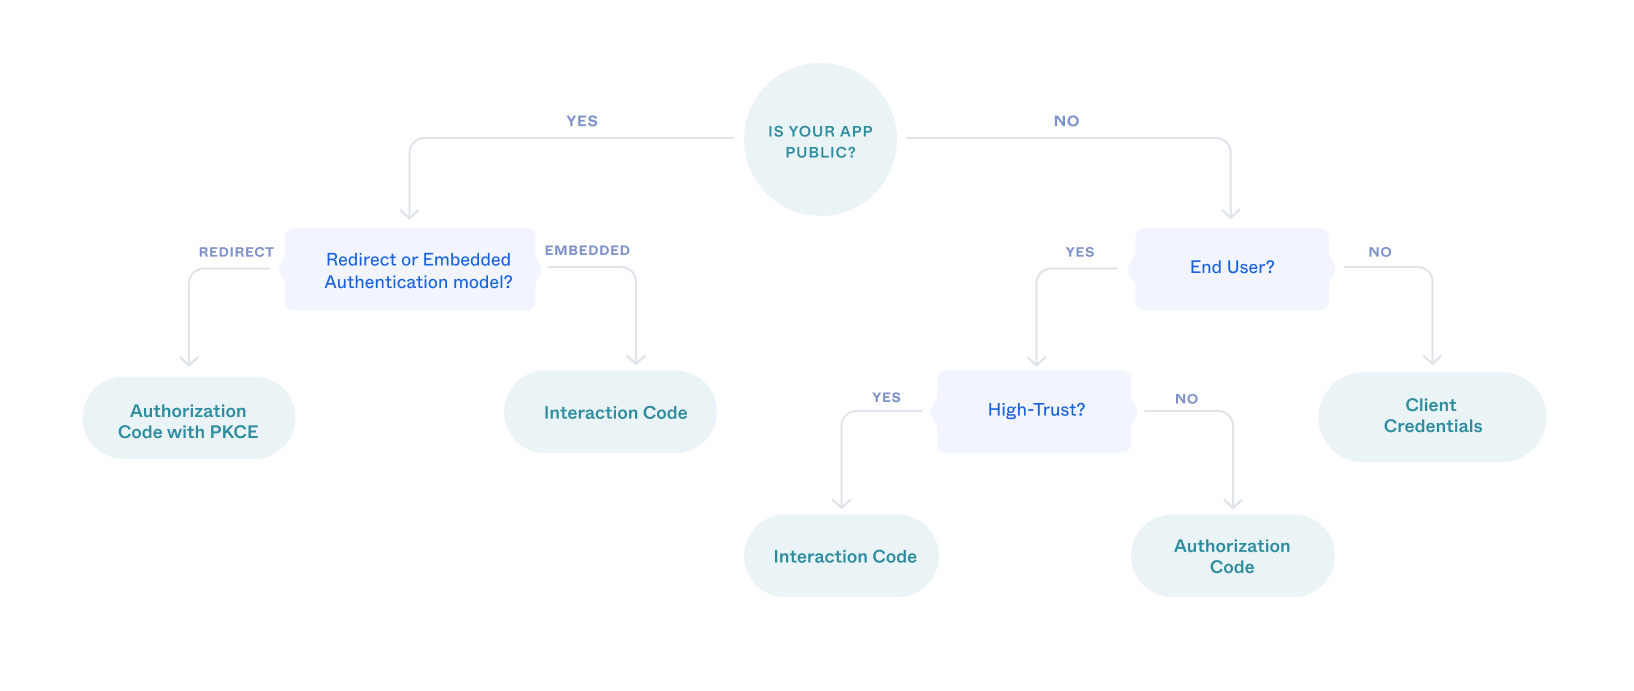 IS YOUR APP
PUBLIC?
YES
NO
REDIRECT
Redirect or Embedded
Authentication model?
EMBEDDED
YES
End User?
NO
Authorization
Code with PKCE
Interaction Code
YES
High-Trust?
NO
Client
Credentials
Interaction Code
Authorization
Code